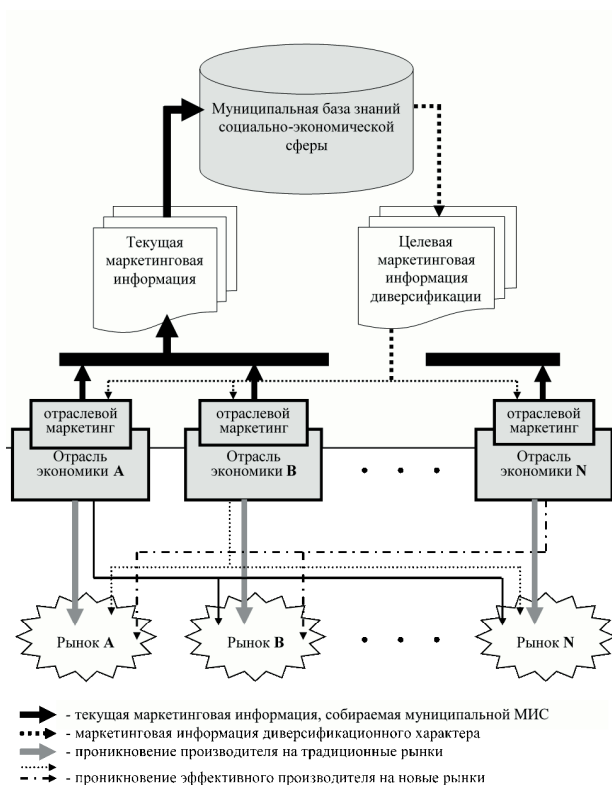 Муниципальная база знаний
социально-экономической
сферы
Текущая
маркетинговая
информация
Целевая
маркетинговая
информация
диверсификации
отраслевой
маркетинг
отраслевой
маркетинг
отраслевой
маркетинг
Отрасль
экономики A
Отрасль
экономики B
. . .
Отрасль
экономики N
Рынок A
Рынок B
. . .
Рынок N
- текущая маркетинговая информация, собираемая муниципальной МИС
- маркетинговая информация диверсификационного характера
- проникновение производителя на традиционные рынки
- проникновение эффективного производителя на новые рынки